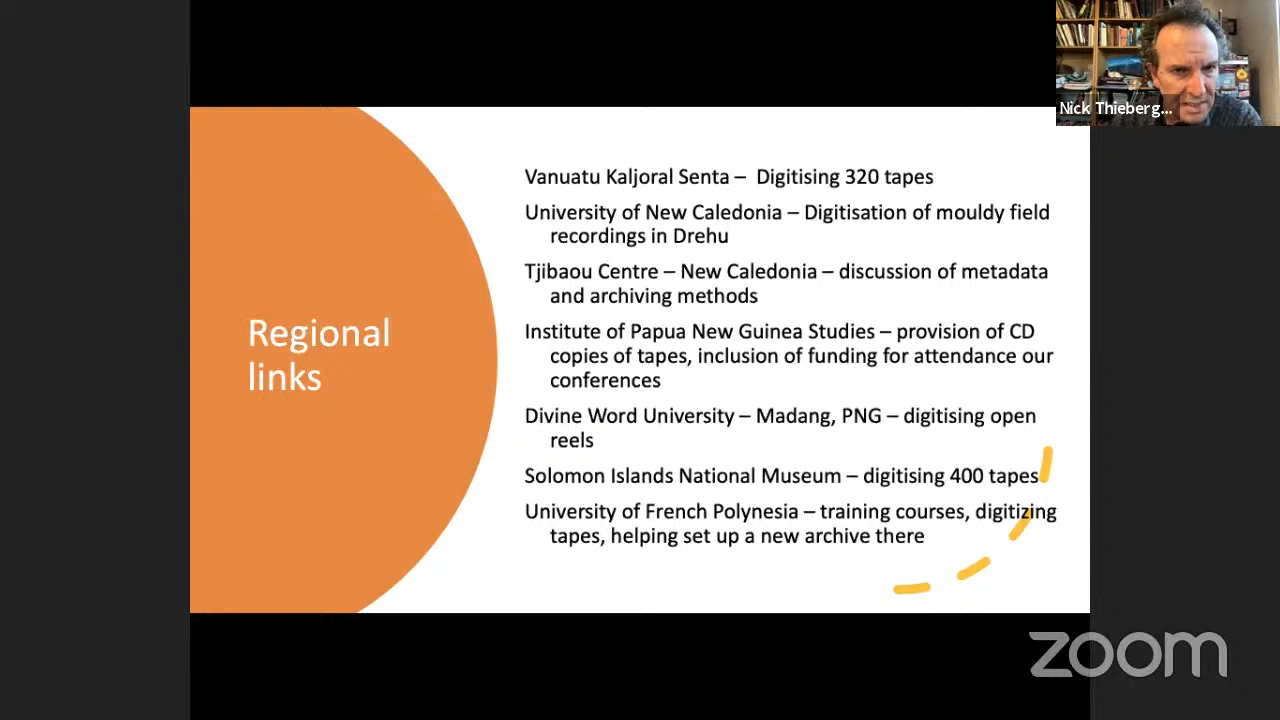 Nick Thieberg...
Regional
links
Vanuatu Kaljoral Senta – Digitising 320 tapes
University of New Caledonia – Digitisation of mouldy field
recordings in Drehu
Tjibaou Centre – New Caledonia – discussion of metadata
and archiving methods
Institute of Papua New Guinea Studies – provision of CD
copies of tapes, inclusion of funding for attendance our
conferences
Divine Word University – Madang, PNG – digitising open
reels
Solomon Islands National Museum – digitising 400 tapes
University of French Polynesia – training courses, digitizing
tapes, helping set up a new archive there
zoom